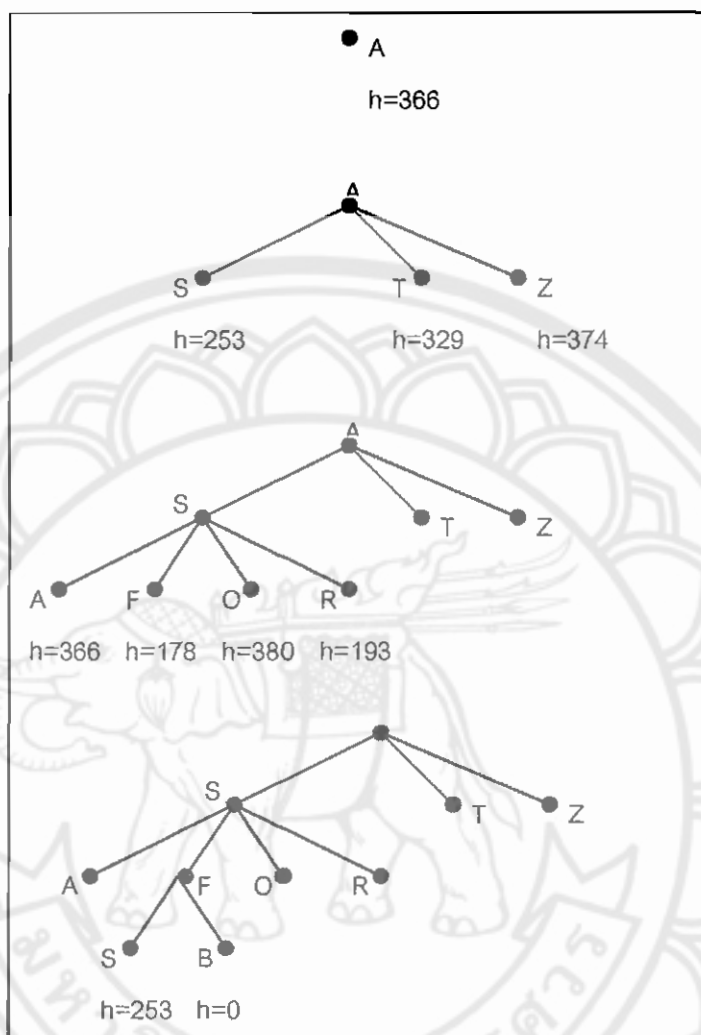 A
h=366
A
S T Z
h=253 h=329 h=374
A
S T Z
A F O R
h=366 h=178 h=380 h=193
S T Z
A F O R
S B
h=253 h=0